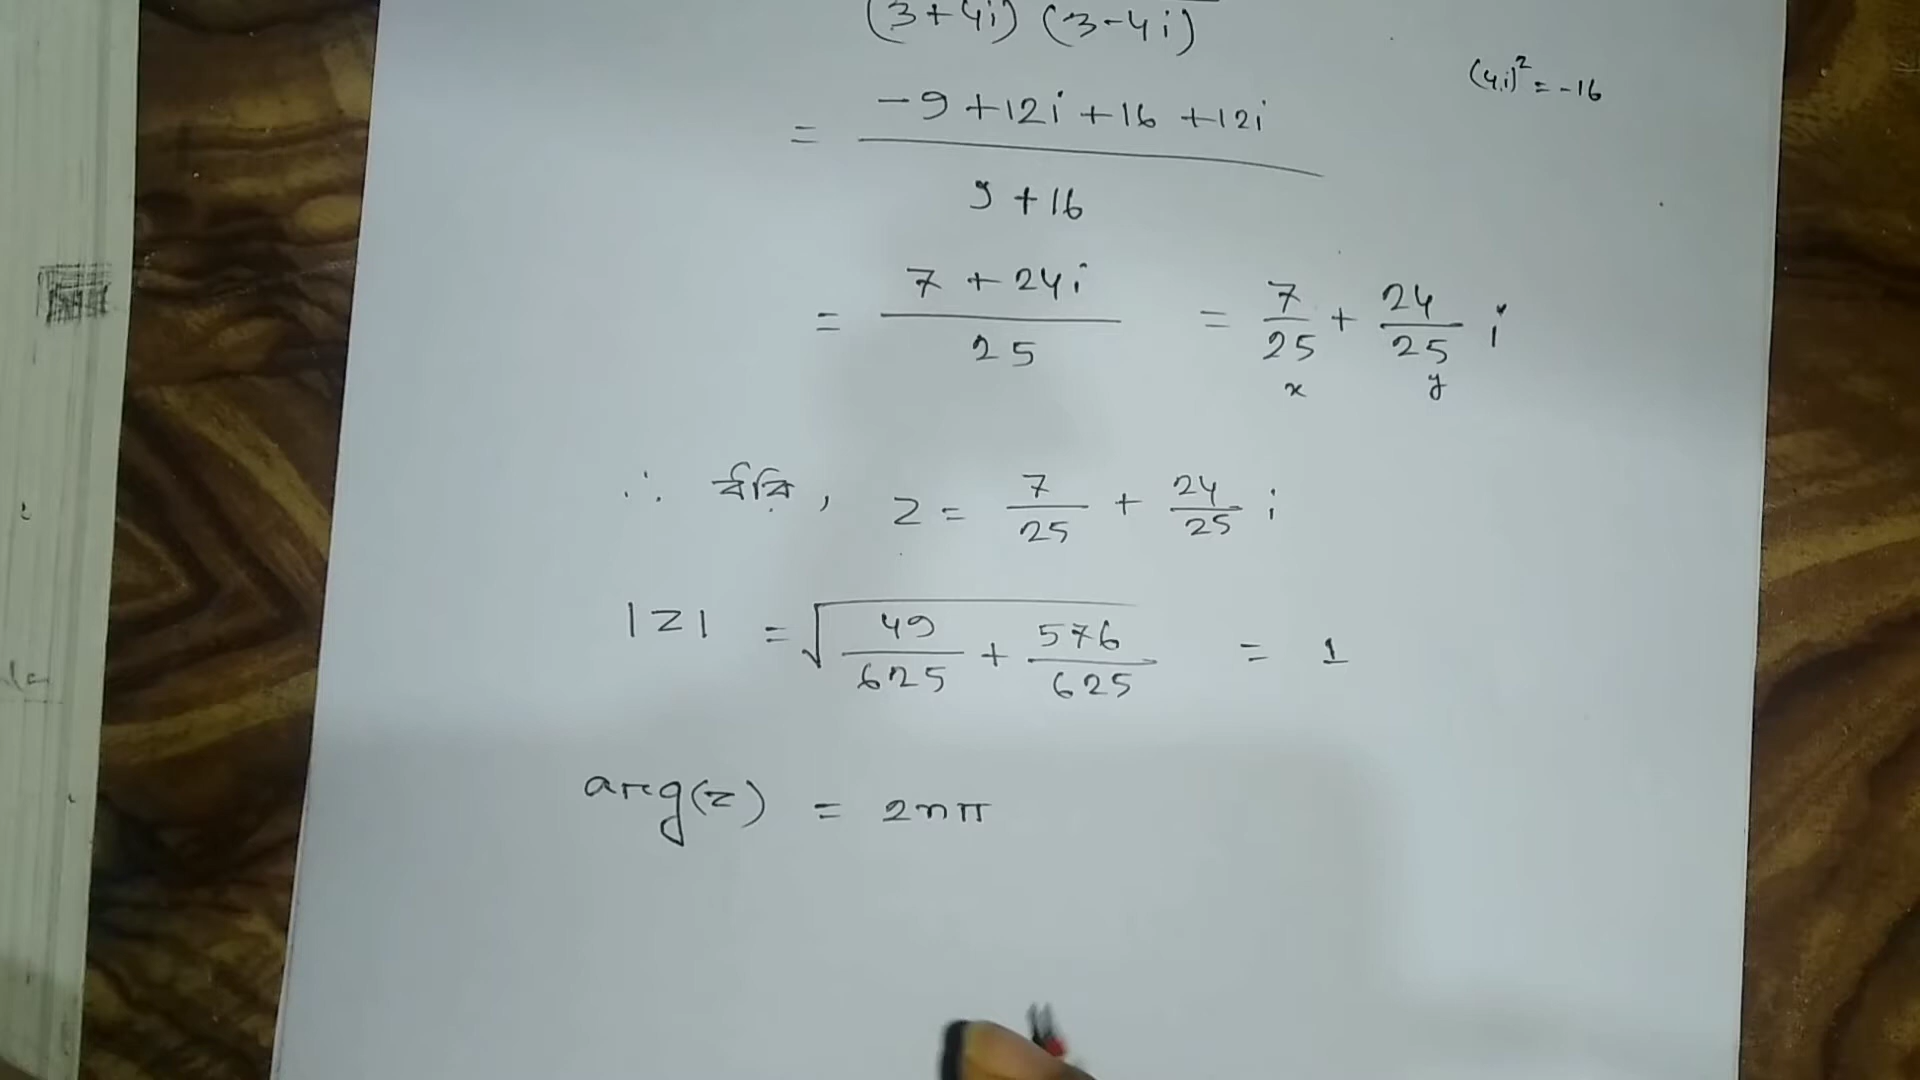 (3+4i) (3-4i)
(4i)² = -16
= -9 +12i +16 +12i / 9 +16
= 7 + 24i / 25 = 7/25 + 24/25 i
x y
∴ ধরি, z = 7/25 + 24/25 i
|z| = √(49/625 + 576/625) = 1
arg(z) = 2nπ